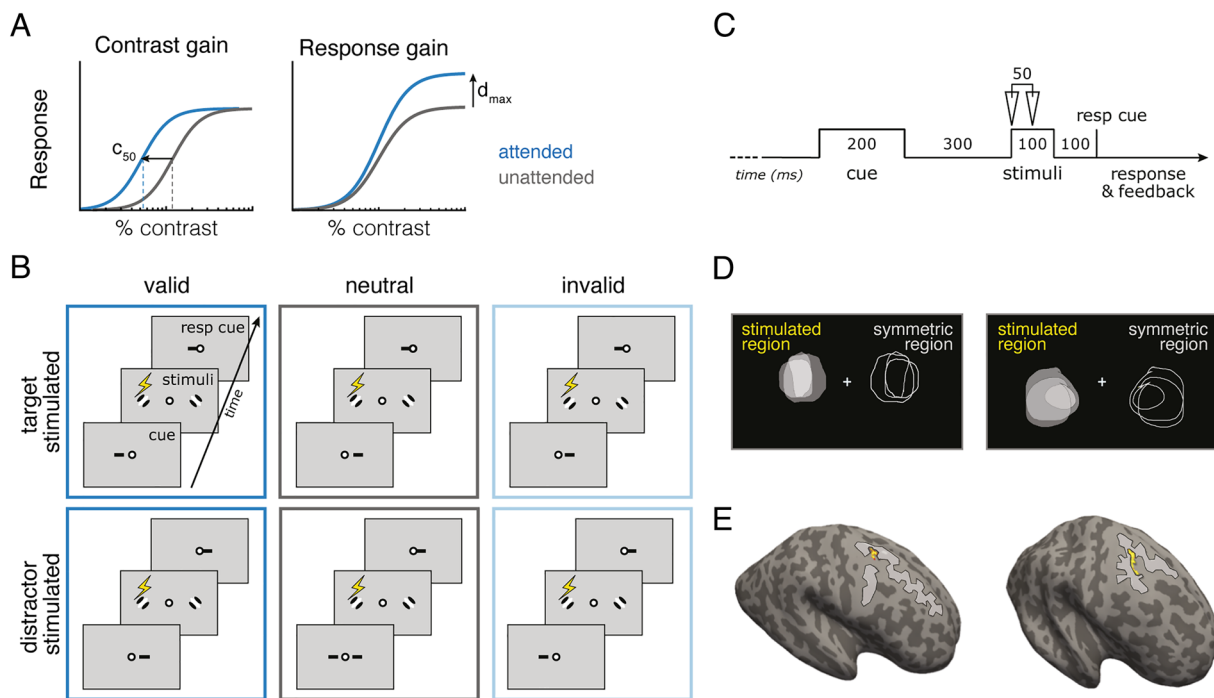 A
Contrast gain
Response gain
Response
c50
dmax
attended
unattended
% contrast
% contrast
B
valid
neutral
invalid
target
stimulated
resp cue
stimuli
cue
time
distractor
stimulated
C
50
resp cue
200
300
100
100
time (ms)
cue
stimuli
response
& feedback
D
stimulated
region
symmetric
region
stimulated
region
symmetric
region
E